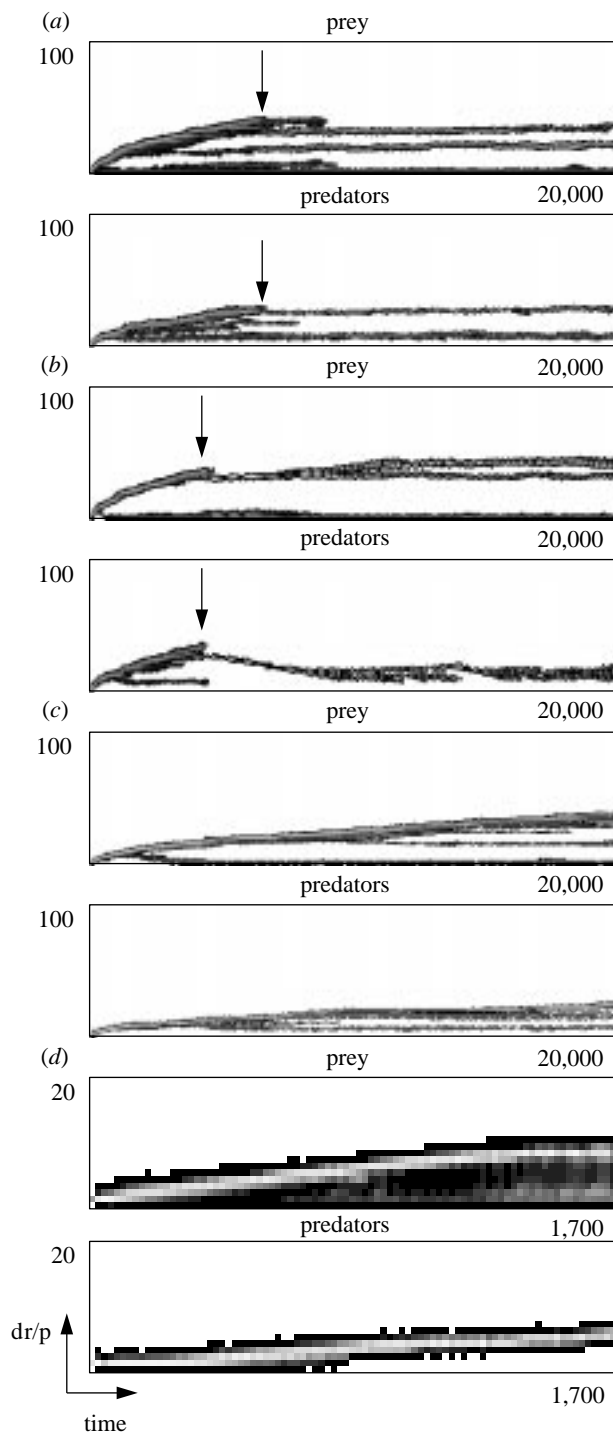 (a) prey
100
predators 20,000
100
(b) prey 20,000
100
predators 20,000
100
(c) prey 20,000
100
predators 20,000
100
(d) prey 20,000
20
predators 1,700
20
dr/p
time 1,700